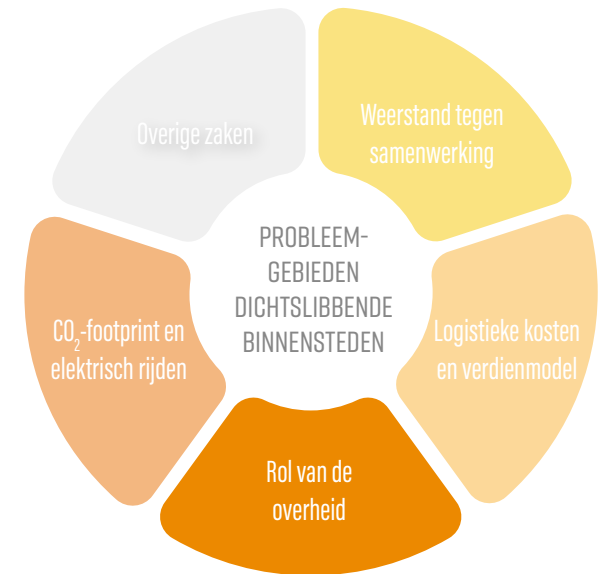 Overige zaken
Weerstand tegen
samenwerking
PROBLEEM-
GEBIEDEN
DICHTSLIBBENDE
BINNENSTEDEN
CO₂-footprint en
elektrisch rijden
Logistieke kosten
en verdienmodel
Rol van de
overheid